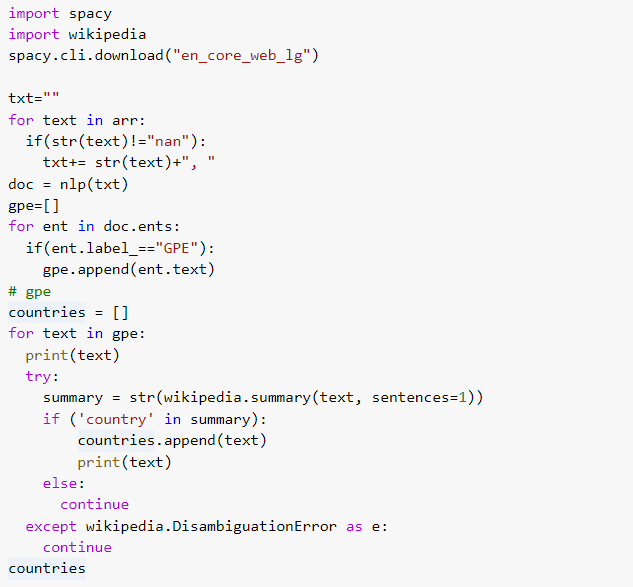 import spacy
import wikipedia
spacy.cli.download("en_core_web_lg")

txt=""
for text in arr:
  if(str(text)!="nan"):
    txt+= str(text)+", "
doc = nlp(txt)
gpe=[]
for ent in doc.ents:
  if(ent.label_=="GPE"):
    gpe.append(ent.text)
# gpe
countries = []
for text in gpe:
  print(text)
  try:
    summary = str(wikipedia.summary(text, sentences=1))
    if ('country' in summary):
        countries.append(text)
        print(text)
    else:
      continue
  except wikipedia.DisambiguationError as e:
    continue
countries